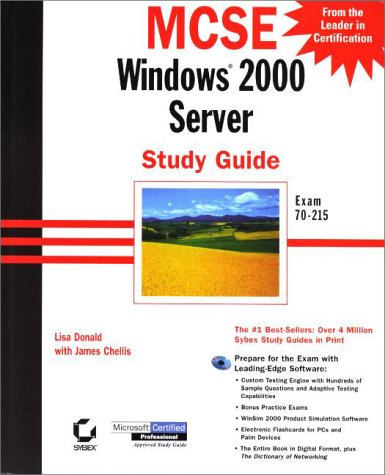 From the
Leader in
Certification
MCSE
Windows® 2000
Server
Study Guide
Exam
70-215
Lisa Donald
with James Chellis
The #1 Best-Sellers: Over 4 Million
Sybex Study Guides in Print
Prepare for the Exam with
Leading-Edge Software:
• Custom Testing Engine with Hundreds of
Sample Questions and Adaptive Testing
Capabilities
• Bonus Practice Exams
• WinSim 2000 Product Simulation Software
• Electronic Flashcards for PCs and
Palm Devices
• The Entire Book in Digital Format, plus
The Dictionary of Networking
SYBEX
Microsoft Certified
Professional
Approved Study Guide